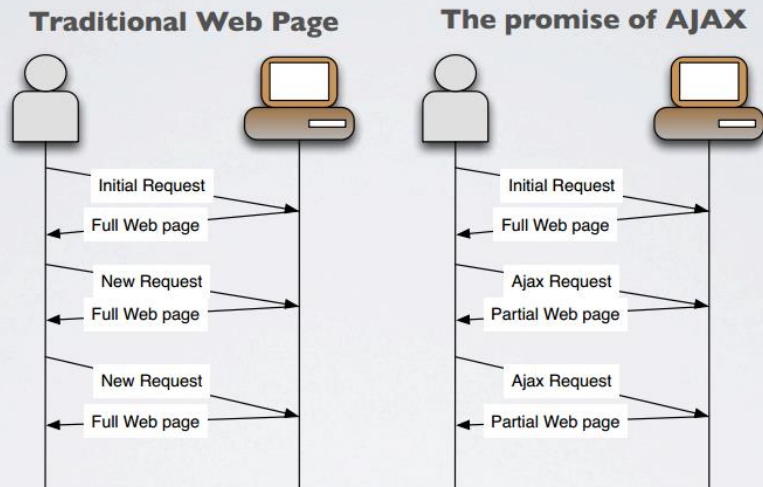 Traditional Web Page
Initial Request
Full Web page
New Request
Full Web page
New Request
Full Web page
The promise of AJAX
Initial Request
Full Web page
Ajax Request
Partial Web page
Ajax Request
Partial Web page